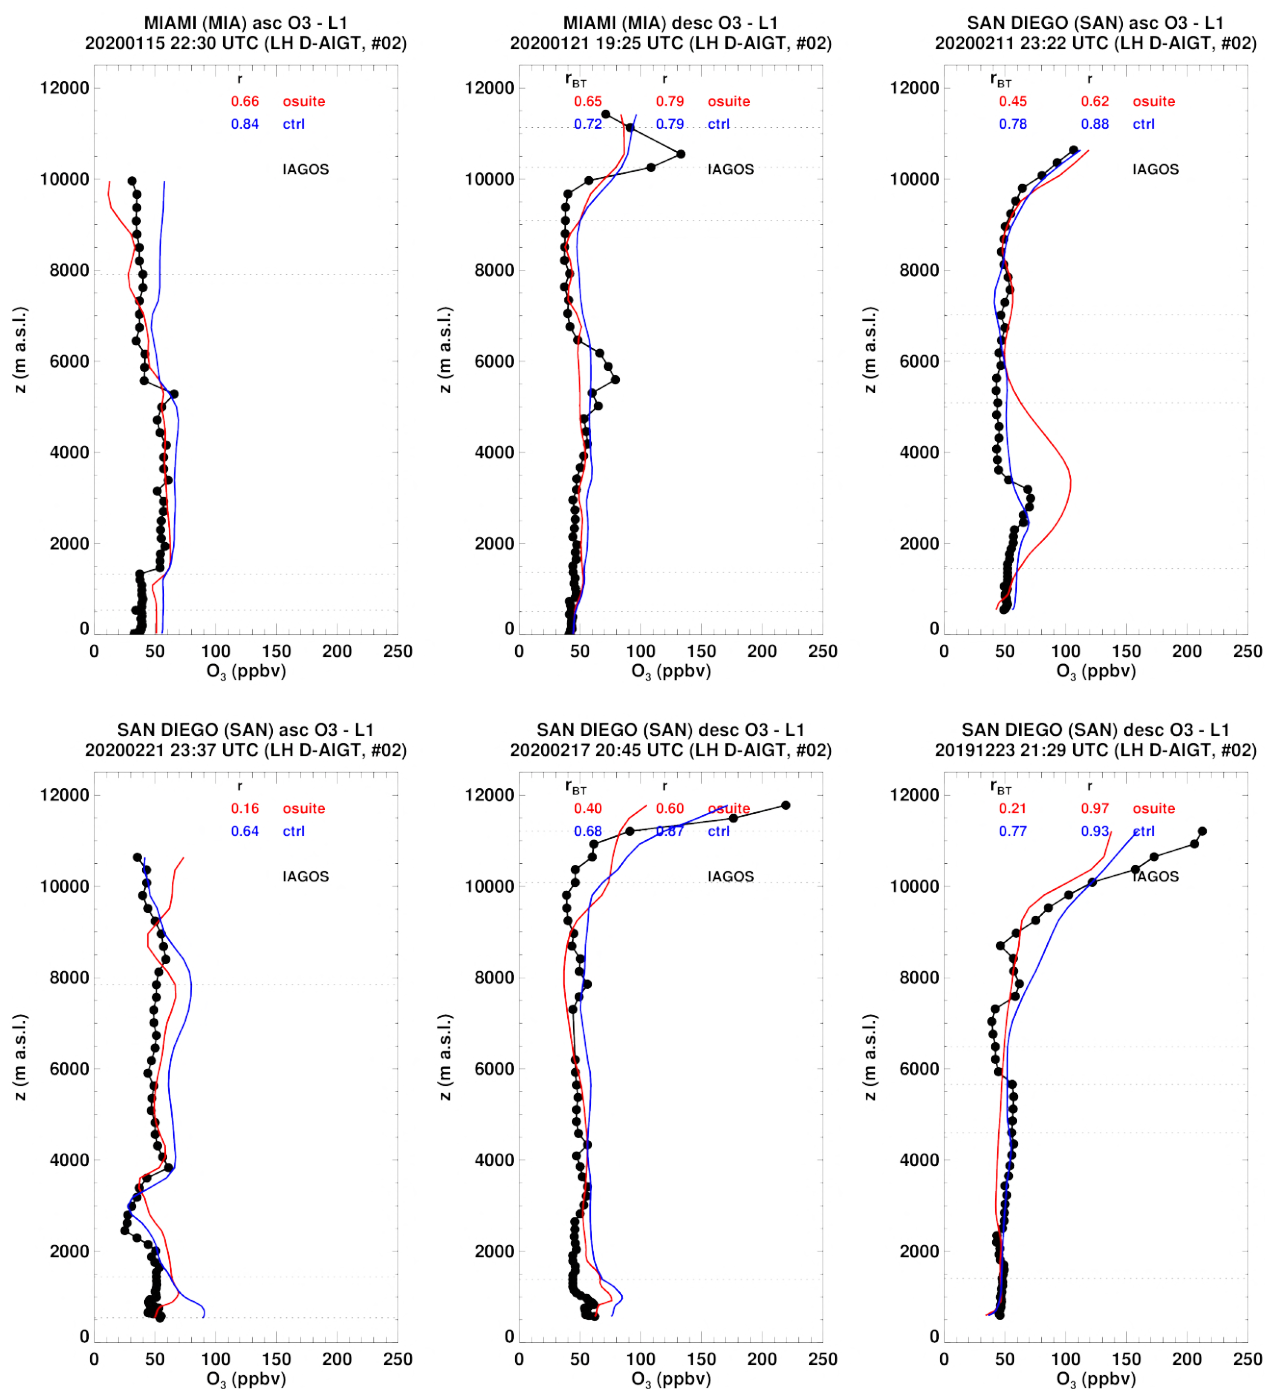 MIAMI (MIA) asc O3 - L1
20200115 22:30 UTC (LH D-AIGT, #02)
r
0.66 osuite
0.84 ctrl
IAGOS
12000
10000
8000
6000
4000
2000
0
z (m a.s.l.)
0 50 100 150 200 250
O3 (ppbv)
MIAMI (MIA) desc O3 - L1
20200121 19:25 UTC (LH D-AIGT, #02)
rBT r
0.65 0.79 osuite
0.72 0.79 ctrl
IAGOS
12000
10000
8000
6000
4000
2000
0
z (m a.s.l.)
0 50 100 150 200 250
O3 (ppbv)
SAN DIEGO (SAN) asc O3 - L1
20200211 23:22 UTC (LH D-AIGT, #02)
rBT r
0.45 0.62 osuite
0.78 0.88 ctrl
IAGOS
12000
10000
8000
6000
4000
2000
0
z (m a.s.l.)
0 50 100 150 200 250
O3 (ppbv)
SAN DIEGO (SAN) asc O3 - L1
20200221 23:37 UTC (LH D-AIGT, #02)
r
0.16 osuite
0.64 ctrl
IAGOS
12000
10000
8000
6000
4000
2000
0
z (m a.s.l.)
0 50 100 150 200 250
O3 (ppbv)
SAN DIEGO (SAN) desc O3 - L1
20200217 20:45 UTC (LH D-AIGT, #02)
rBT r
0.40 0.60 osuite
0.68 0.87 ctrl
IAGOS
12000
10000
8000
6000
4000
2000
0
z (m a.s.l.)
0 50 100 150 200 250
O3 (ppbv)
SAN DIEGO (SAN) desc O3 - L1
20191223 21:29 UTC (LH D-AIGT, #02)
rBT r
0.21 0.97 osuite
0.77 0.93 ctrl
IAGOS
12000
10000
8000
6000
4000
2000
0
z (m a.s.l.)
0 50 100 150 200 250
O3 (ppbv)